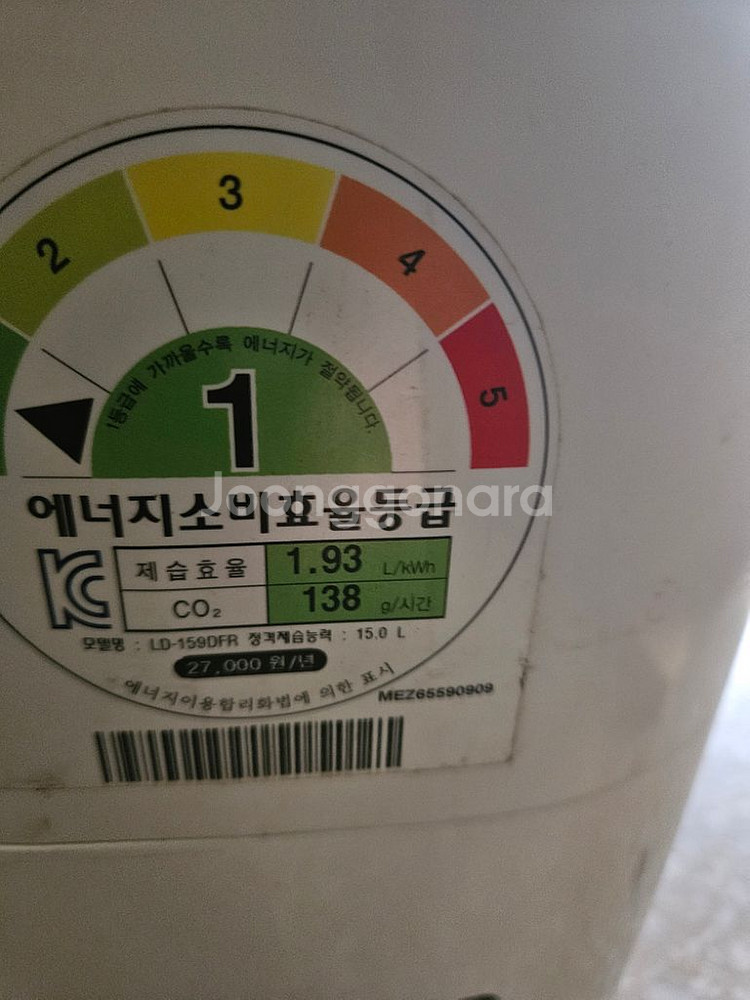 3
2
4
5
1등급에 가까울수록 에너지가 절약됩니다.
1
Joonggonara
에너지소비효율등급
제습효율 1.93 L/kWh
CO₂ 138 g/시간
모델명 : LD-159DFR 정격제습능력 : 15.0 L
27,000 원/년
에너지이용합리화법에 의한 표시
MEZ65590909